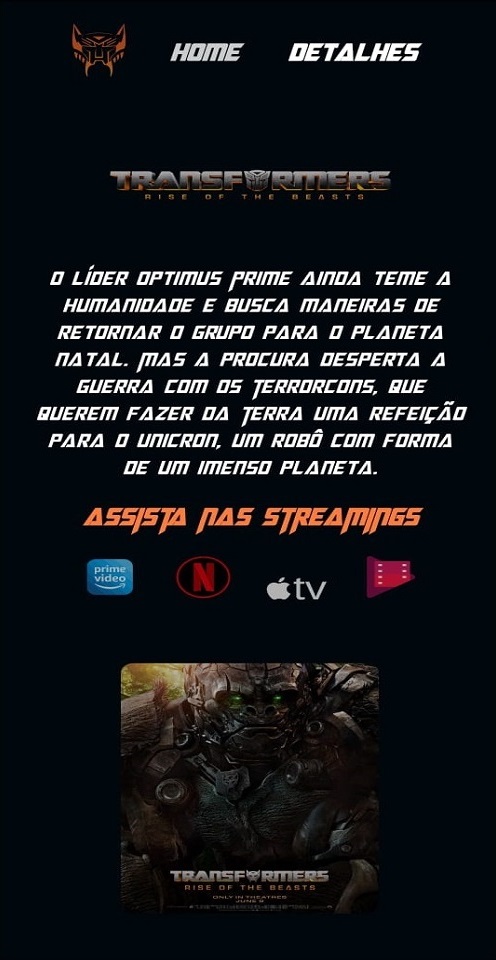 HOME DETALHES
TRANSFORMERS
RISE OF THE BEASTS
O LÍDER OPTIMUS PRIME AINDA TEME A
HUMANIDADE E BUSCA MANEIRAS DE
RETORNAR O GRUPO PARA O PLANETA
NATAL. MAS A PROCURA DESPERTA A
GUERRA COM OS TERRORCONS, QUE
QUEREM FAZER DA TERRA UMA REFEIÇÃO
PARA O UNICRON, UM ROBÔ COM FORMA
DE UM IMENSO PLANETA.
ASSISTA NAS STREAMINGS
prime video
N
tv
TRANSFORMERS
RISE OF THE BEASTS
ONLY IN THEATRES
JUNE 9